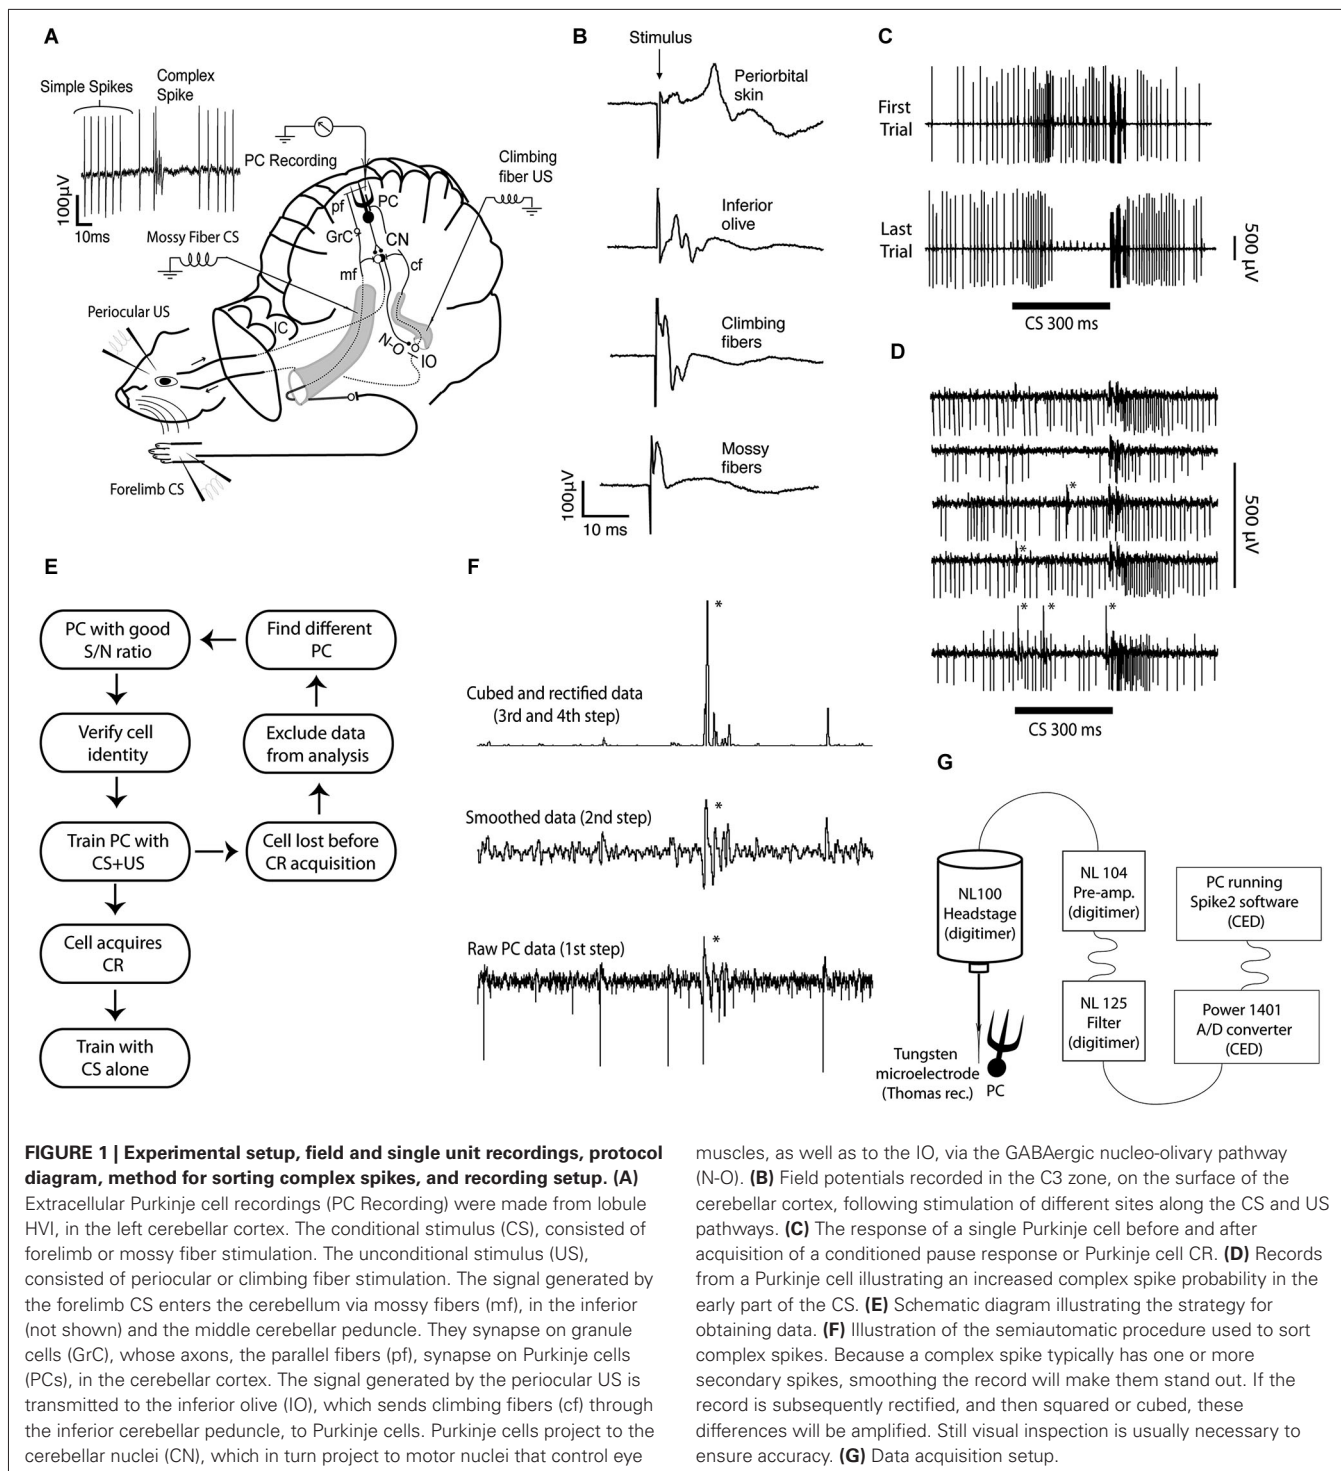 A
Simple Spikes
Complex
Spike
100μV
10ms
PC Recording
Climbing
fiber US
Mossy Fiber CS
pf
PC
GrC
CN
mf
cf
Periocular US
IC
N-O
IO
Forelimb CS
B
Stimulus
Periorbital
skin
Inferior
olive
Climbing
fibers
Mossy
fibers
100μV
10 ms
C
First
Trial
Last
Trial
500 μV
CS 300 ms
D
*
*
* * *
500 μV
CS 300 ms
E
PC with good
S/N ratio
Find different
PC
Verify cell
identity
Exclude data
from analysis
Train PC with
CS+US
Cell lost before
CR acquisition
Cell acquires
CR
Train with
CS alone
F
*
Cubed and rectified data
(3rd and 4th step)
Smoothed data (2nd step)
*
Raw PC data (1st step)
*
G
NL100
Headstage
(digitimer)
NL 104
Pre-amp.
(digitimer)
PC running
Spike2 software
(CED)
NL 125
Filter
(digitimer)
Power 1401
A/D converter
(CED)
Tungsten
microelectrode
(Thomas rec.)
PC
FIGURE 1 | Experimental setup, field and single unit recordings, protocol
diagram, method for sorting complex spikes, and recording setup. (A)
Extracellular Purkinje cell recordings (PC Recording) were made from lobule
HVI, in the left cerebellar cortex. The conditional stimulus (CS), consisted of
forelimb or mossy fiber stimulation. The unconditional stimulus (US),
consisted of periocular or climbing fiber stimulation. The signal generated by
the forelimb CS enters the cerebellum via mossy fibers (mf), in the inferior
(not shown) and the middle cerebellar peduncle. They synapse on granule
cells (GrC), whose axons, the parallel fibers (pf), synapse on Purkinje cells
(PCs), in the cerebellar cortex. The signal generated by the periocular US is
transmitted to the inferior olive (IO), which sends climbing fibers (cf) through
the inferior cerebellar peduncle, to Purkinje cells. Purkinje cells project to the
cerebellar nuclei (CN), which in turn project to motor nuclei that control eye
muscles, as well as to the IO, via the GABAergic nucleo-olivary pathway
(N-O). (B) Field potentials recorded in the C3 zone, on the surface of the
cerebellar cortex, following stimulation of different sites along the CS and US
pathways. (C) The response of a single Purkinje cell before and after
acquisition of a conditioned pause response or Purkinje cell CR. (D) Records
from a Purkinje cell illustrating an increased complex spike probability in the
early part of the CS. (E) Schematic diagram illustrating the strategy for
obtaining data. (F) Illustration of the semiautomatic procedure used to sort
complex spikes. Because a complex spike typically has one or more
secondary spikes, smoothing the record will make them stand out. If the
record is subsequently rectified, and then squared or cubed, these
differences will be amplified. Still visual inspection is usually necessary to
ensure accuracy. (G) Data acquisition setup.